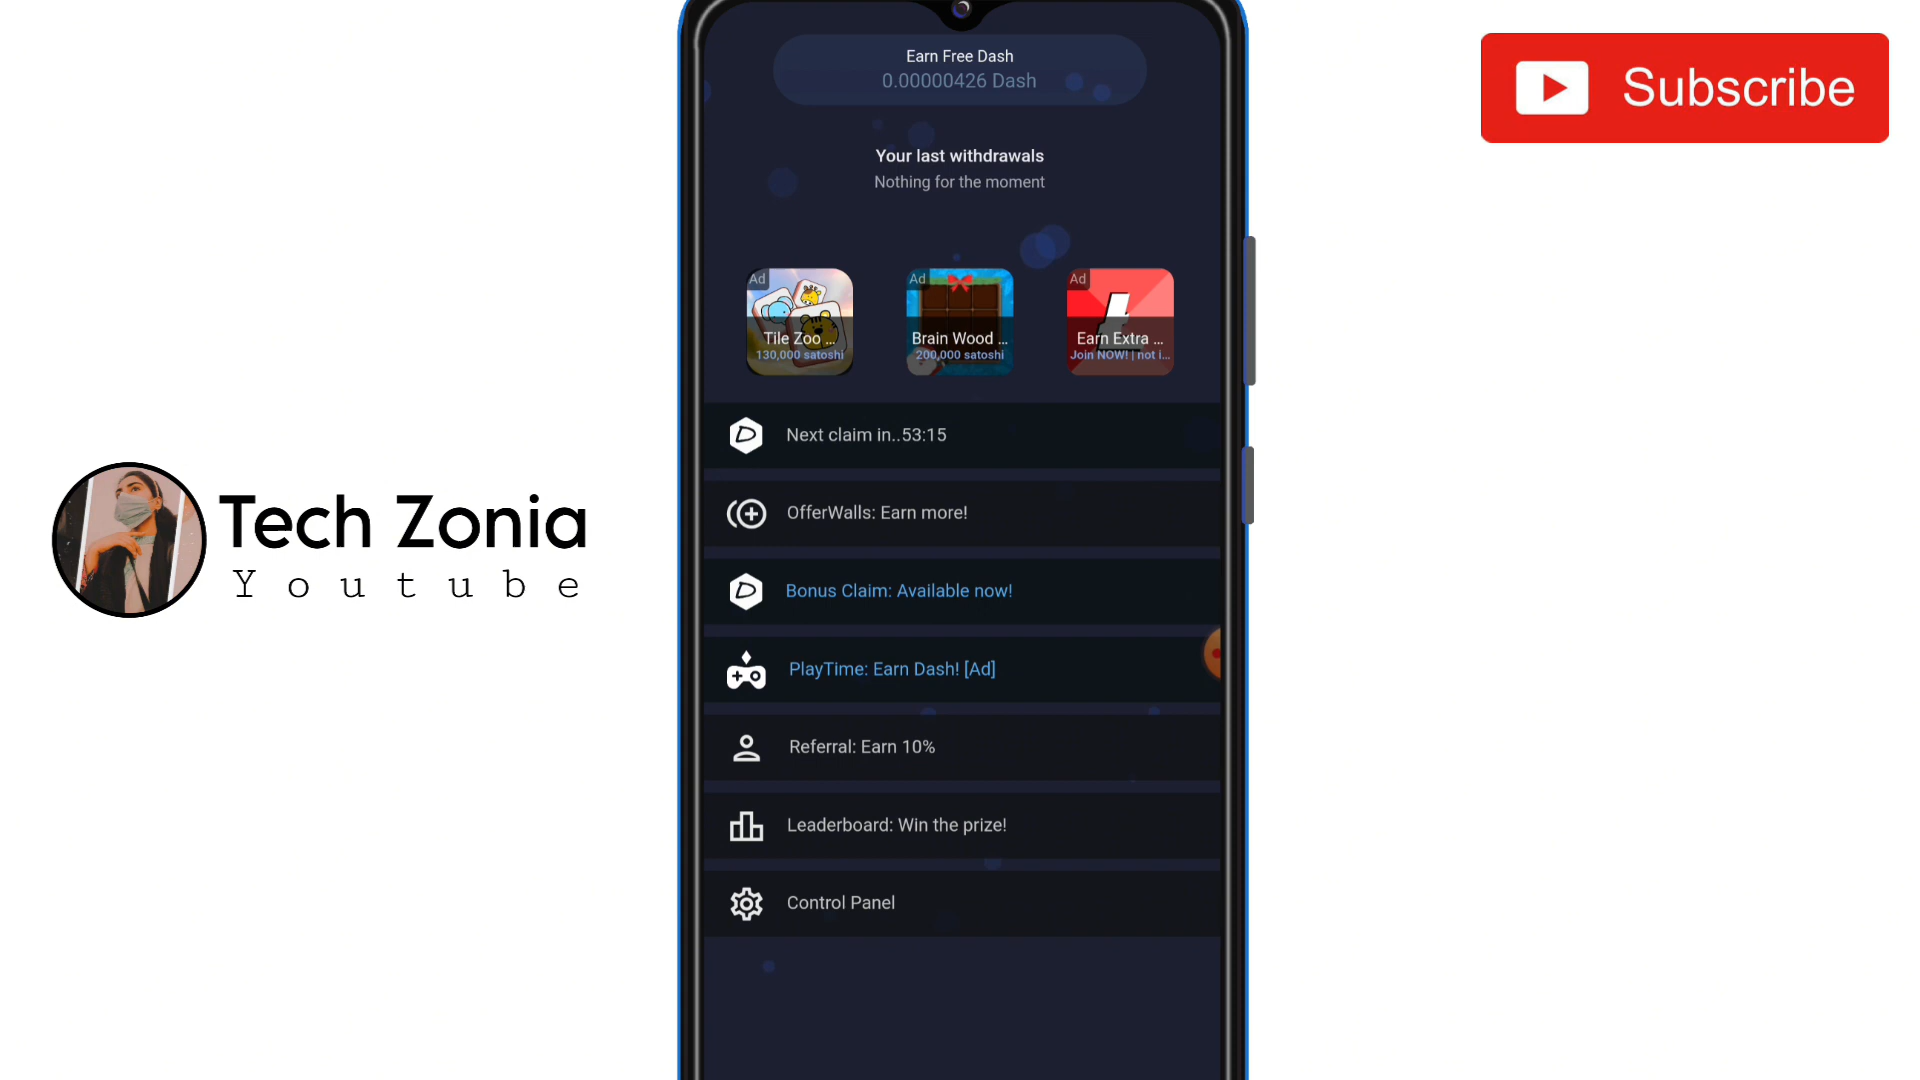 Earn Free Dash
0.00000426 Dash
Subscribe
Your last withdrawals
Nothing for the moment
Ad
Ad
Ad
Tile Zoo ...
130,000 satoshi
Brain Wood ...
200,000 satoshi
Earn Extra ...
Join NOW! | not i...
Next claim in..53:15
OfferWalls: Earn more!
Bonus Claim: Available now!
PlayTime: Earn Dash! [Ad]
Referral: Earn 10%
Leaderboard: Win the prize!
Control Panel
Tech Zonia
Youtube